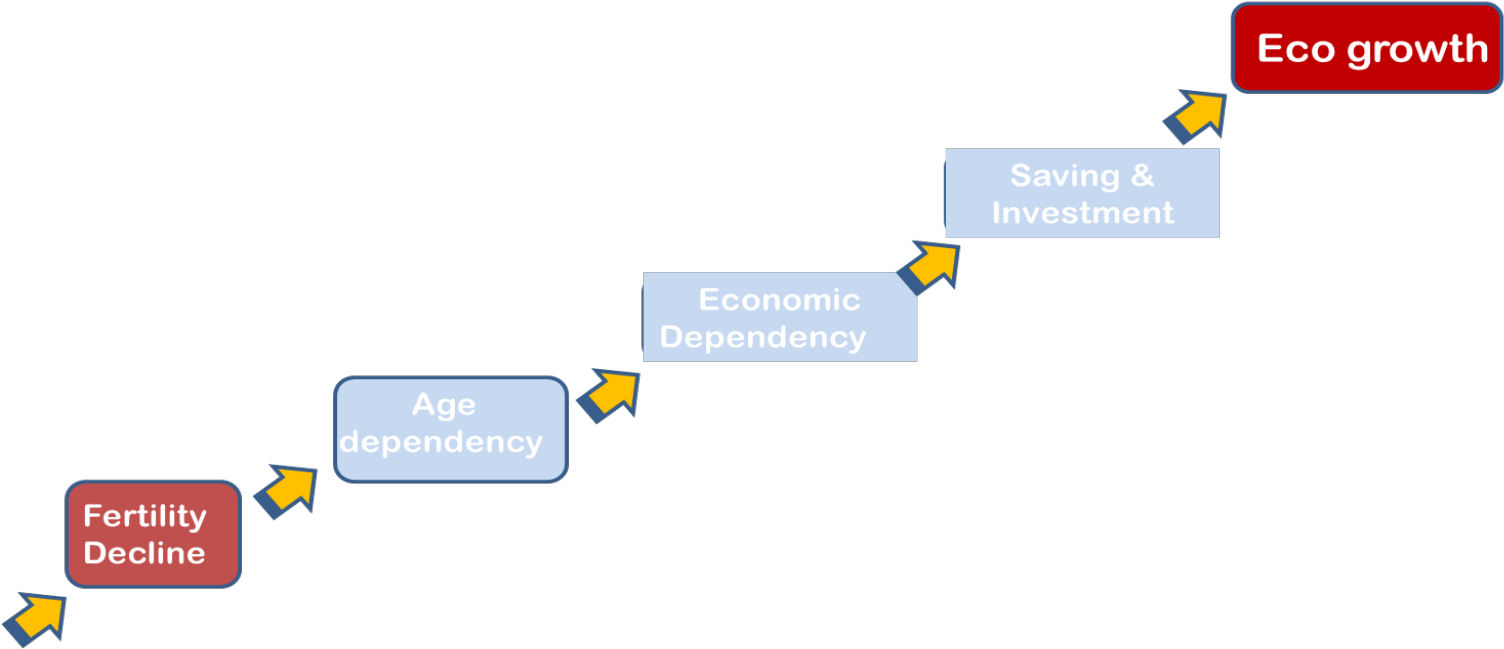 Eco growth
Saving &
Investment
Economic
Dependency
Age
dependency
Fertility
Decline